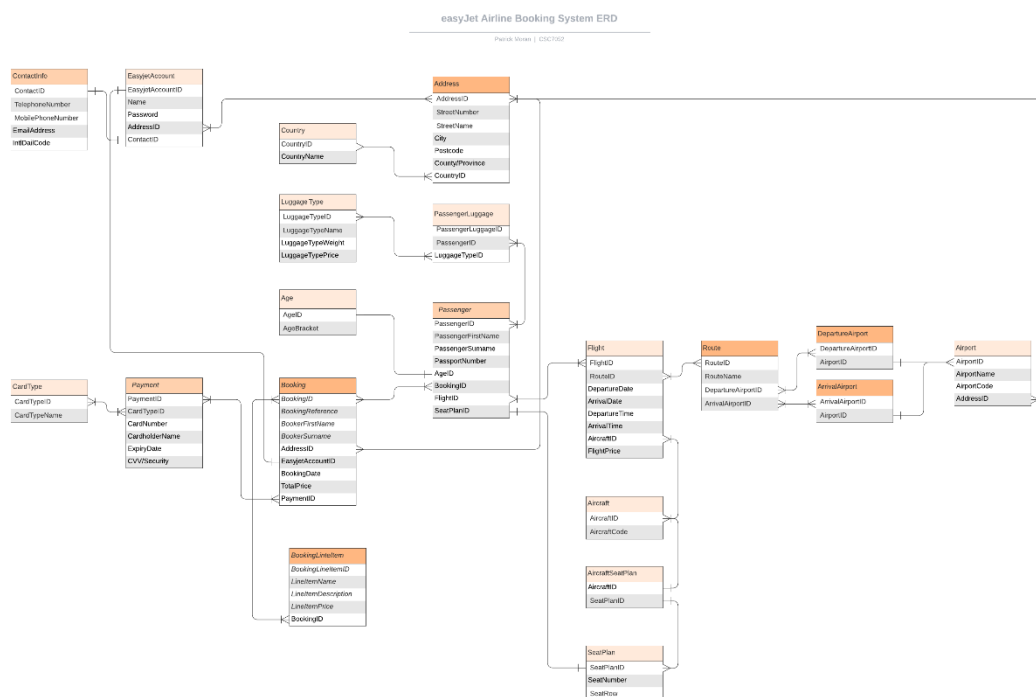 easyJet Airline Booking System ERD
ContactInfo
ContactID
TelephoneNumber
MobilePhoneNumber
EmailAddress
IntlDailCode
EasyjetAccount
EasyjetAccountID
Name
Password
AddressID
ContactID
Address
AddressID
StreetNumber
StreetName
City
Postcode
County/Province
CountryID
Country
CountryID
CountryName
Luggage Type
LuggageTypeID
LuggageTypeName
LuggageTypeWeight
LuggageTypePrice
PassengerLuggage
PassengerLuggageID
PassengerID
LuggageTypeID
Age
AgeID
AgeBracket
Passenger
PassengerID
PassengerFirstName
PassengerSurname
PassportNumber
AgeID
BookingID
FlightID
SeatPlanID
CardType
CardTypeID
CardTypeName
Payment
PaymentID
CardTypeID
CardNumber
CardholderName
ExpiryDate
CVV/Security
Booking
BookingID
BookingReference
BookerFirstName
BookerSurname
AddressID
EasyjetAccountID
BookingDate
TotalPrice
PaymentID
BookingLineItem
BookingLineItemID
LineItemName
LineItemDescription
LineItemPrice
BookingID
Flight
FlightID
RouteID
DepartureDate
ArrivalDate
DepartureTime
ArrivalTime
AircraftID
FlightPrice
Route
RouteID
RouteName
DepartureAirportID
ArrivalAirportID
DepartureAirport
DepartureAirportID
AirportID
ArrivalAirport
ArrivalAirportID
AirportID
Airport
AirportID
AirportName
AirportCode
AddressID
Aircraft
AircraftID
AircraftCode
AircraftSeatPlan
AircraftID
SeatPlanID
SeatPlan
SeatPlanID
SeatNumber
SeatRow